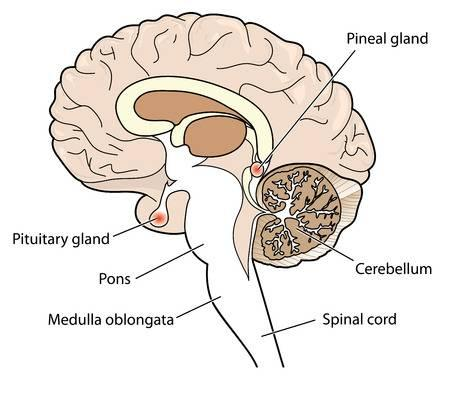 Pineal gland
Pituitary gland
Pons
Cerebellum
Medulla oblongata
Spinal cord